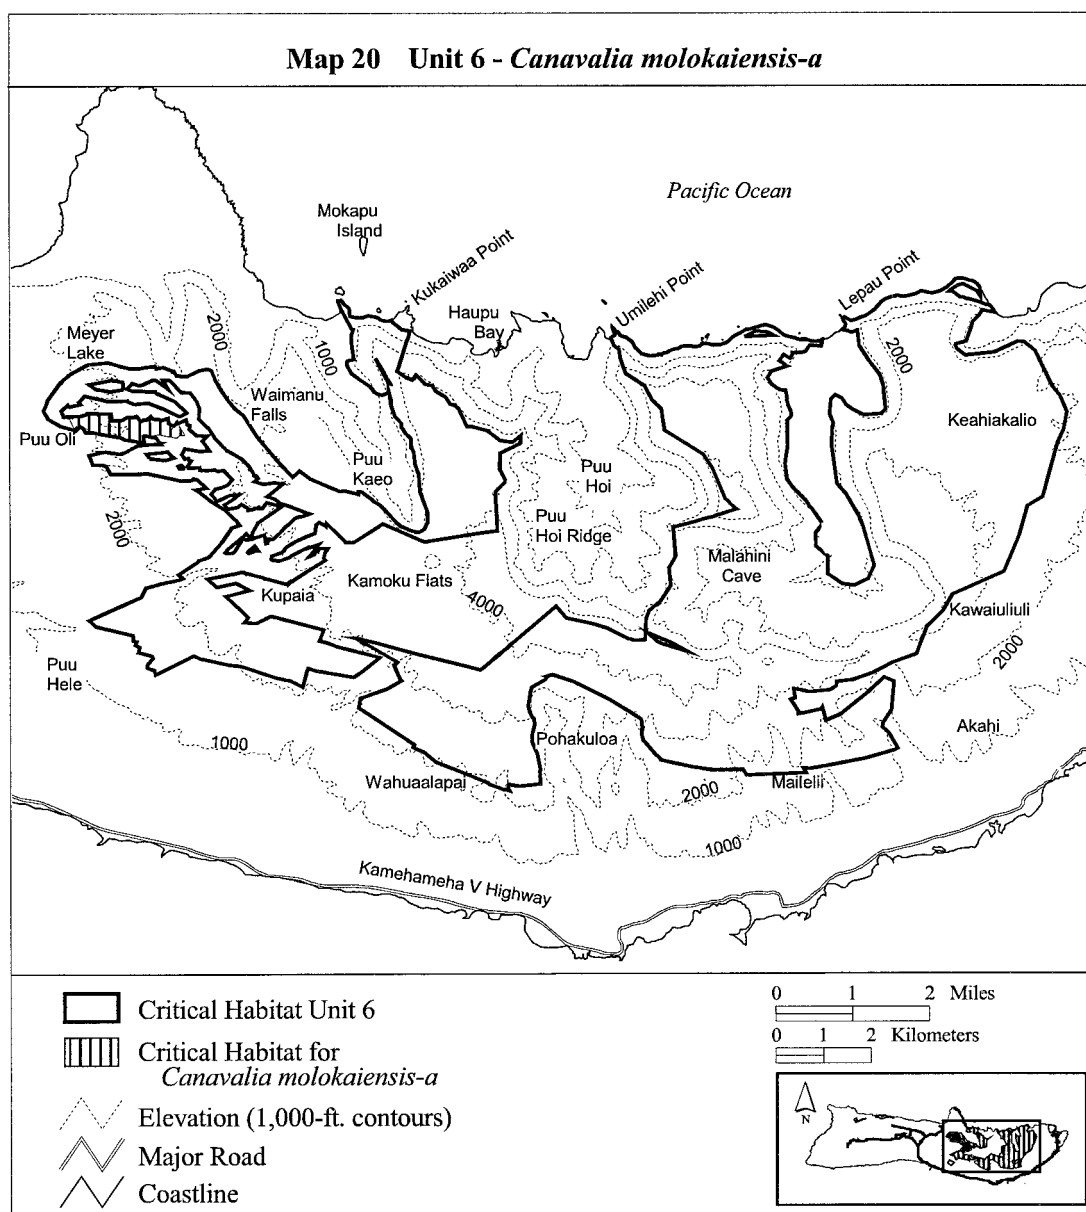 Map 20 Unit 6 - Canavalia molokaiensis-a
Pacific Ocean
Mokapu
Island
Kukaiwaa Point
Haupu
Bay
Umilehi Point
Lepau Point
Meyer
Lake
2000
1000
Waimanu
Falls
2000
Keahiakalio
Puu Oli
Puu
Kaeo
Puu
Hoi
Puu
Hoi Ridge
2000
Malahini
Cave
Kamoku Flats
Kupaia
4000
Kawaiuliuli
2000
Puu
Hele
1000
Pohakuloa
Akahi
Wahuaalapai
2000
Mailelii
1000
Kamehameha V Highway
Critical Habitat Unit 6
Critical Habitat for
Canavalia molokaiensis-a
Elevation (1,000-ft. contours)
Major Road
Coastline
0 1 2 Miles
0 1 2 Kilometers
N